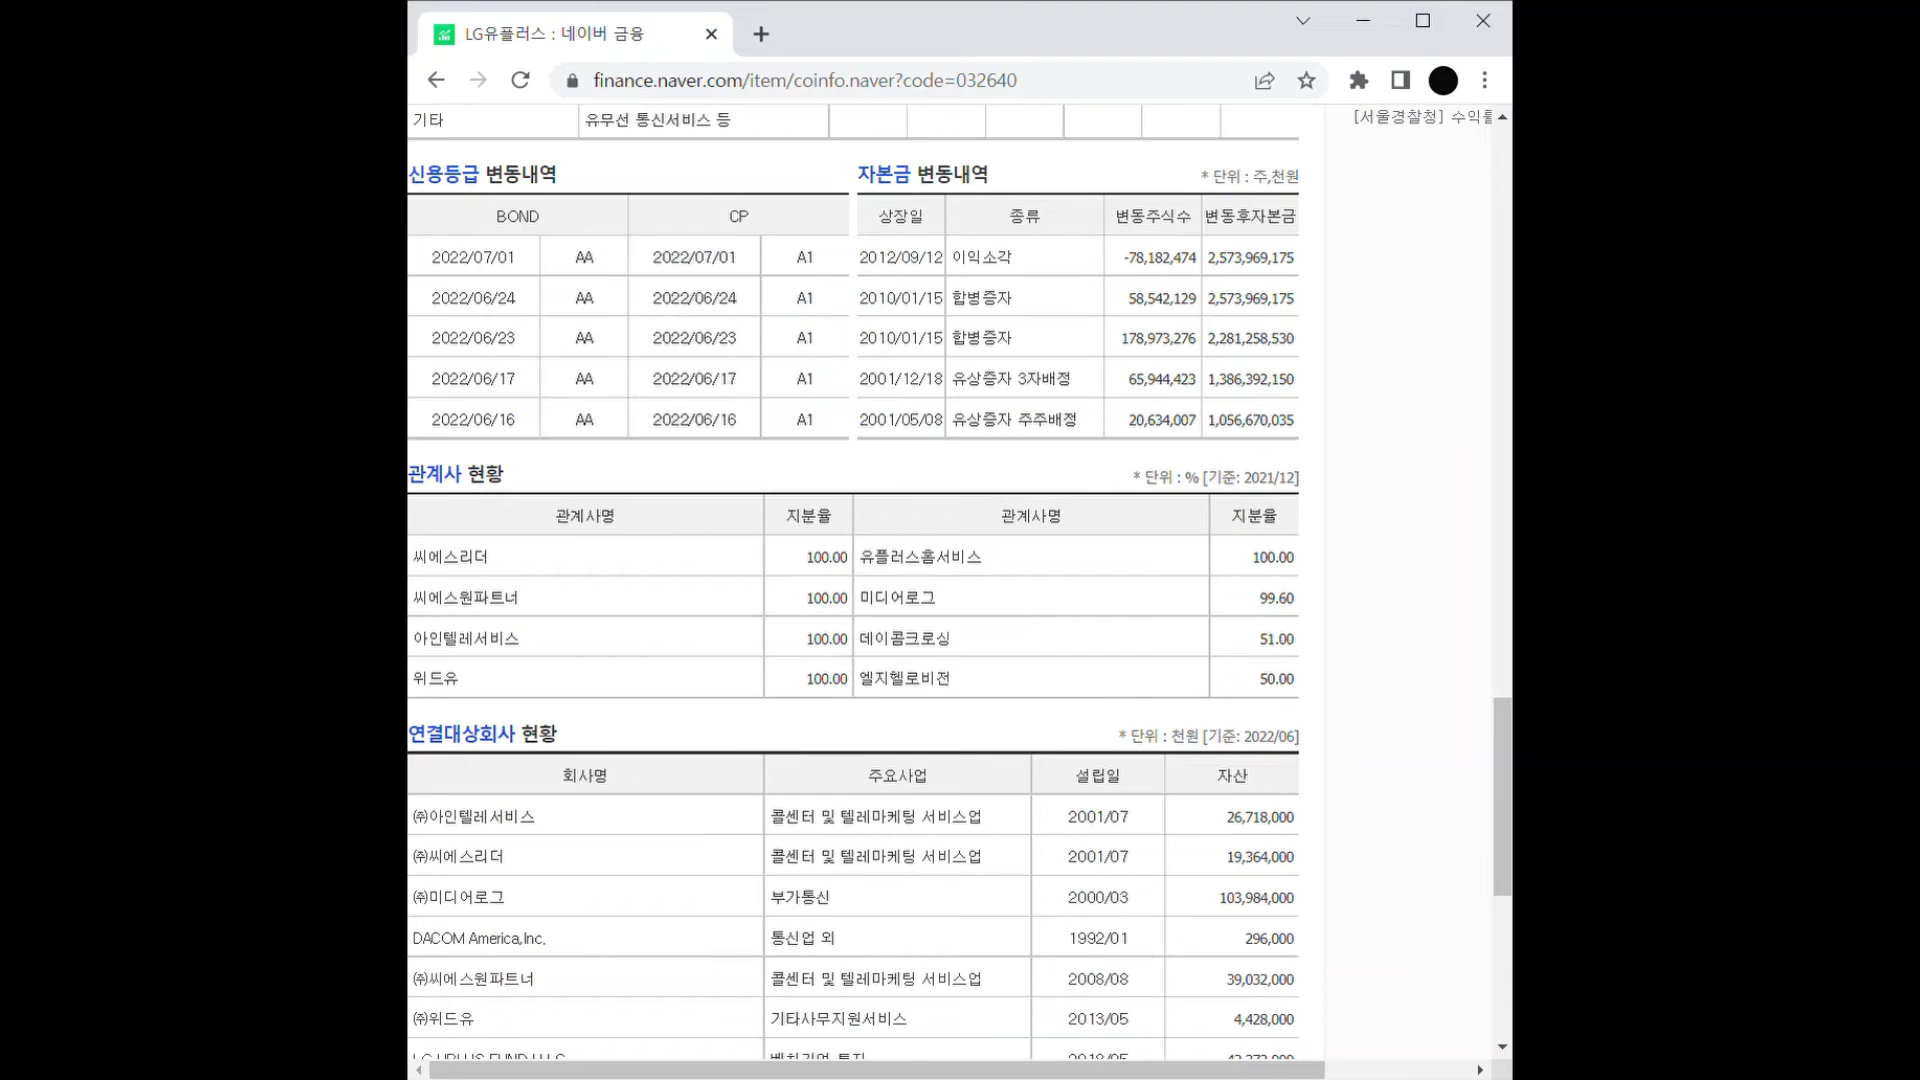 LG유플러스 : 네이버 금융
finance.naver.com/item/coinfo.naver?code=032640
기타 유무선 통신서비스 등
[서울경찰청] 수익률
신용등급 변동내역
BOND CP
2022/07/01 AA 2022/07/01 A1
2022/06/24 AA 2022/06/24 A1
2022/06/23 AA 2022/06/23 A1
2022/06/17 AA 2022/06/17 A1
2022/06/16 AA 2022/06/16 A1
자본금 변동내역 * 단위 : 주,천원
상장일 종류 변동주식수 변동후자본금
2012/09/12 이익소각 -78,182,474 2,573,969,175
2010/01/15 합병증자 58,542,129 2,573,969,175
2010/01/15 합병증자 178,973,276 2,281,258,530
2001/12/18 유상증자 3자배정 65,944,423 1,386,392,150
2001/05/08 유상증자 주주배정 20,634,007 1,056,670,035
관계사 현황 * 단위 : % [기준: 2021/12]
관계사명 지분율 관계사명 지분율
씨에스리더 100.00 유플러스홈서비스 100.00
씨에스원파트너 100.00 미디어로그 99.60
아인텔레서비스 100.00 데이콤크로싱 51.00
위드유 100.00 엘지헬로비전 50.00
연결대상회사 현황 * 단위 : 천원 [기준: 2022/06]
회사명 주요사업 설립일 자산
㈜아인텔레서비스 콜센터 및 텔레마케팅 서비스업 2001/07 26,718,000
㈜씨에스리더 콜센터 및 텔레마케팅 서비스업 2001/07 19,364,000
㈜미디어로그 부가통신 2000/03 103,984,000
DACOM America,Inc. 통신업 외 1992/01 296,000
㈜씨에스원파트너 콜센터 및 텔레마케팅 서비스업 2008/08 39,032,000
㈜위드유 기타사무지원서비스 2013/05 4,428,000